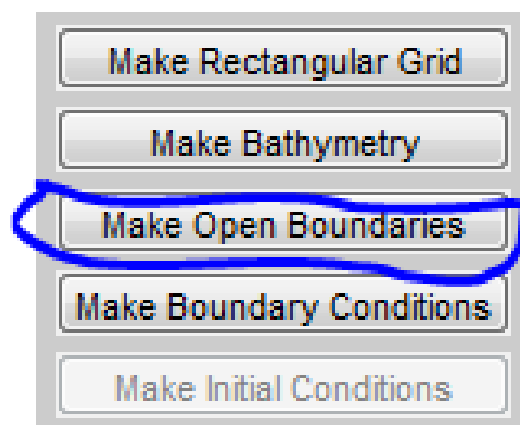 Make Rectangular Grid
Make Bathymetry
Make Open Boundaries
Make Boundary Conditions
Make Initial Conditions